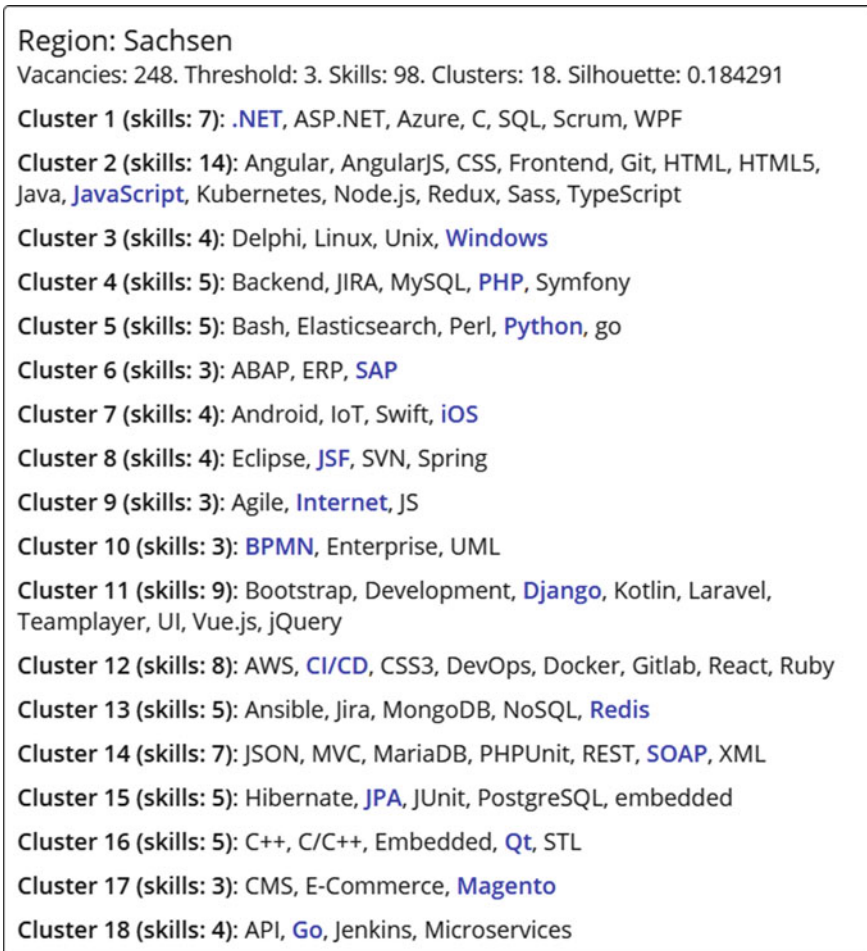 Region: Sachsen
Vacancies: 248. Threshold: 3. Skills: 98. Clusters: 18. Silhouette: 0.184291
Cluster 1 (skills: 7): .NET, ASP.NET, Azure, C, SQL, Scrum, WPF
Cluster 2 (skills: 14): Angular, AngularJS, CSS, Frontend, Git, HTML, HTML5,
Java, JavaScript, Kubernetes, Node.js, Redux, Sass, TypeScript
Cluster 3 (skills: 4): Delphi, Linux, Unix, Windows
Cluster 4 (skills: 5): Backend, JIRA, MySQL, PHP, Symfony
Cluster 5 (skills: 5): Bash, Elasticsearch, Perl, Python, go
Cluster 6 (skills: 3): ABAP, ERP, SAP
Cluster 7 (skills: 4): Android, IoT, Swift, iOS
Cluster 8 (skills: 4): Eclipse, JSF, SVN, Spring
Cluster 9 (skills: 3): Agile, Internet, JS
Cluster 10 (skills: 3): BPMN, Enterprise, UML
Cluster 11 (skills: 9): Bootstrap, Development, Django, Kotlin, Laravel,
Teamplayer, UI, Vue.js, jQuery
Cluster 12 (skills: 8): AWS, CI/CD, CSS3, DevOps, Docker, Gitlab, React, Ruby
Cluster 13 (skills: 5): Ansible, Jira, MongoDB, NoSQL, Redis
Cluster 14 (skills: 7): JSON, MVC, MariaDB, PHPUnit, REST, SOAP, XML
Cluster 15 (skills: 5): Hibernate, JPA, JUnit, PostgreSQL, embedded
Cluster 16 (skills: 5): C++, C/C++, Embedded, Qt, STL
Cluster 17 (skills: 3): CMS, E-Commerce, Magento
Cluster 18 (skills: 4): API, Go, Jenkins, Microservices